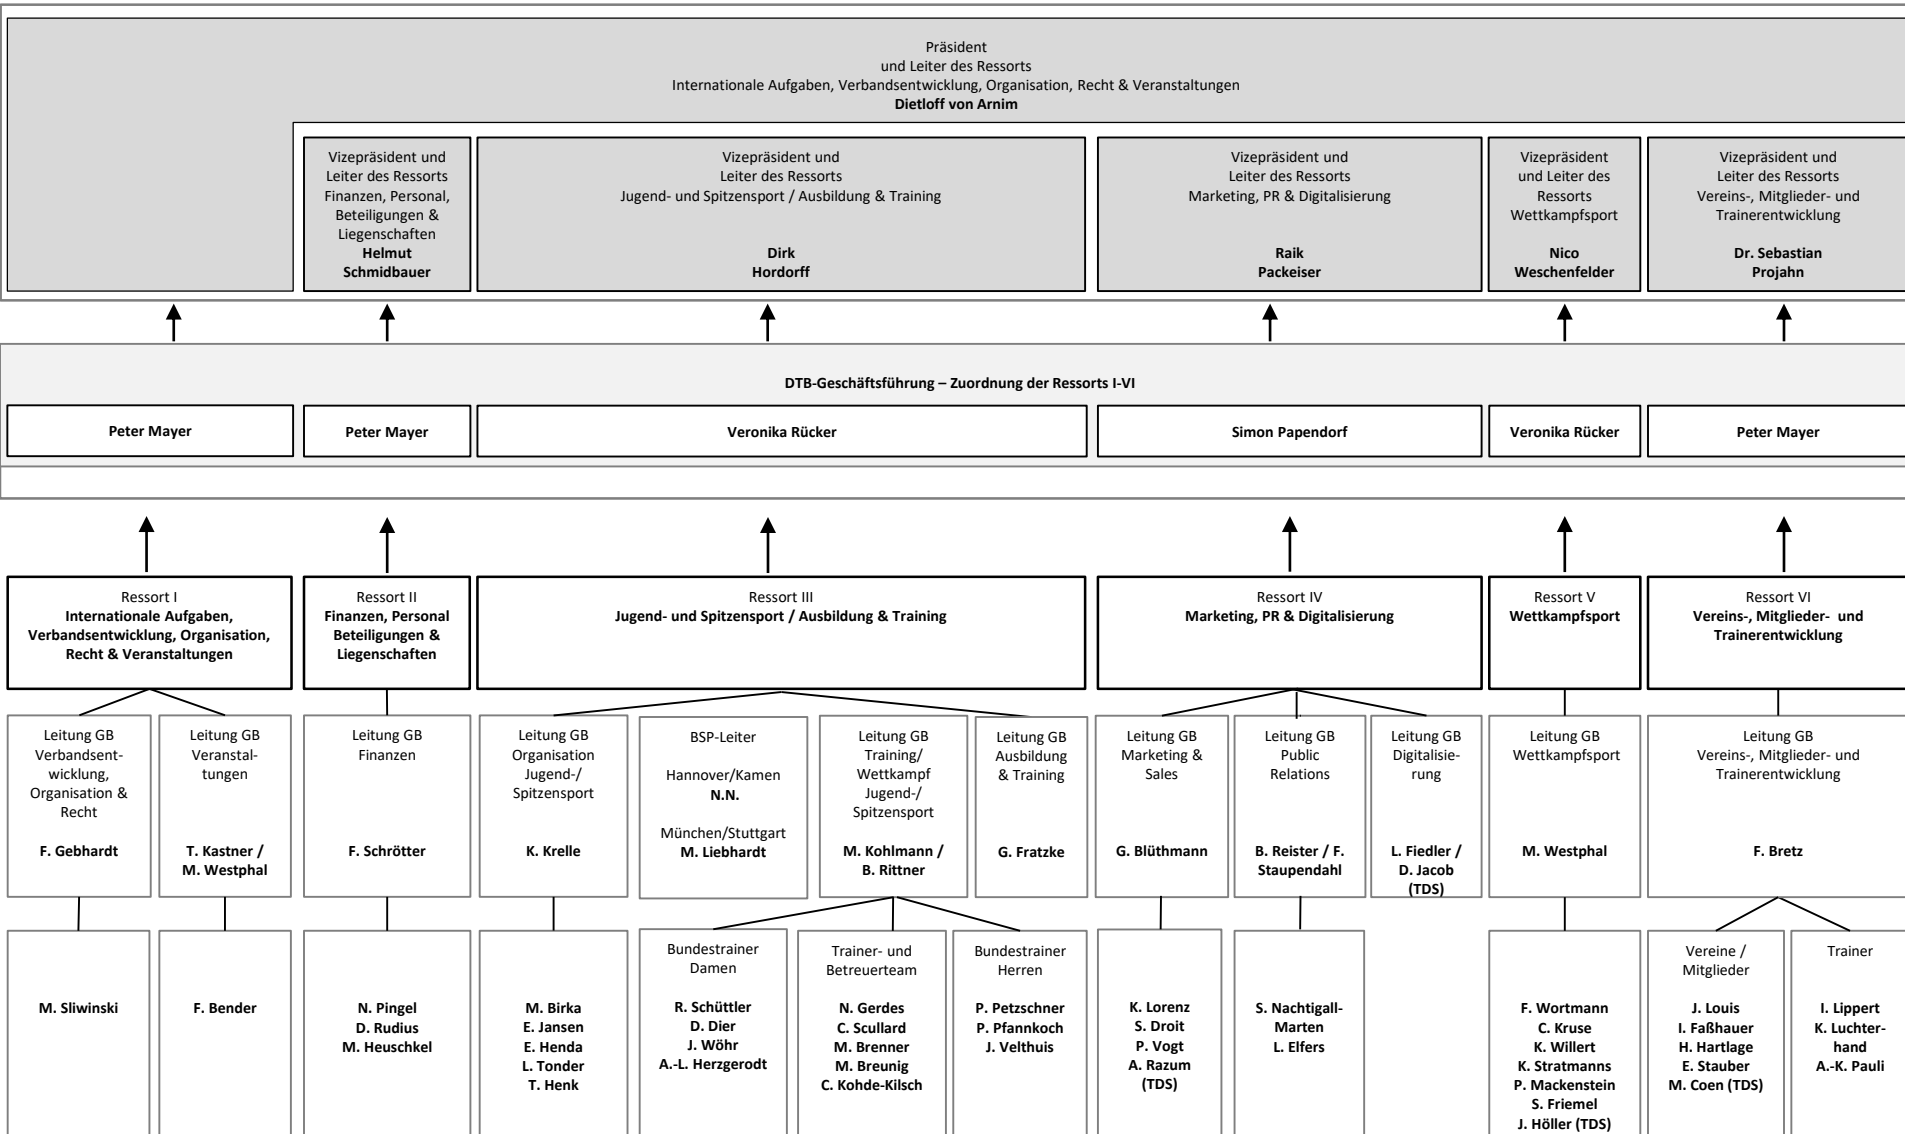 Präsident
und Leiter des Ressorts
Internationale Aufgaben, Verbandsentwicklung, Organisation, Recht & Veranstaltungen
Dietloff von Arnim
Vizepräsident und
Leiter des Ressorts
Finanzen, Personal,
Beteiligungen &
Liegenschaften
Helmut
Schmidbauer
Vizepräsident und
Leiter des Ressorts
Jugend- und Spitzensport / Ausbildung & Training
Dirk
Hordorff
Vizepräsident und
Leiter des Ressorts
Marketing, PR & Digitalisierung
Raik
Packeiser
Vizepräsident
und Leiter des
Ressorts
Wettkampfsport
Nico
Weschenfelder
Vizepräsident und
Leiter des Ressorts
Vereins-, Mitglieder- und
Trainerentwicklung
Dr. Sebastian
Projahn
DTB-Geschäftsführung – Zuordnung der Ressorts I-VI
Peter Mayer
Peter Mayer
Veronika Rücker
Simon Papendorf
Veronika Rücker
Peter Mayer
Ressort I
Internationale Aufgaben,
Verbandsentwicklung, Organisation,
Recht & Veranstaltungen
Ressort II
Finanzen, Personal
Beteiligungen &
Liegenschaften
Ressort III
Jugend- und Spitzensport / Ausbildung & Training
Ressort IV
Marketing, PR & Digitalisierung
Ressort V
Wettkampfsport
Ressort VI
Vereins-, Mitglieder- und
Trainerentwicklung
Leitung GB
Verbandsent-
wicklung,
Organisation &
Recht
F. Gebhardt
Leitung GB
Veranstal-
tungen
T. Kastner /
M. Westphal
Leitung GB
Finanzen
F. Schrötter
Leitung GB
Organisation
Jugend-/
Spitzensport
K. Krelle
BSP-Leiter
Hannover/Kamen
N.N.
München/Stuttgart
M. Liebhardt
Leitung GB
Training/
Wettkampf
Jugend-/
Spitzensport
M. Kohlmann /
B. Rittner
Leitung GB
Ausbildung
& Training
G. Fratzke
Leitung GB
Marketing &
Sales
G. Blüthmann
Leitung GB
Public
Relations
B. Reister / F.
Staupendahl
Leitung GB
Digitalisie-
rung
L. Fiedler /
D. Jacob
(TDS)
Leitung GB
Wettkampfsport
M. Westphal
Leitung GB
Vereins-, Mitglieder- und
Trainerentwicklung
F. Bretz
M. Sliwinski
F. Bender
N. Pingel
D. Rudius
M. Heuschkel
M. Birka
E. Jansen
E. Henda
L. Tonder
T. Henk
Bundestrainer
Damen
R. Schüttler
D. Dier
J. Wöhr
A.-L. Herzgerodt
Trainer- und
Betreuerteam
N. Gerdes
C. Scullard
M. Brenner
M. Breunig
C. Kohde-Kilsch
Bundestrainer
Herren
P. Petzschner
P. Pfannkoch
J. Velthuis
K. Lorenz
S. Droit
P. Vogt
A. Razum
(TDS)
S. Nachtigall-
Marten
L. Elfers
F. Wortmann
C. Kruse
K. Willert
K. Stratmanns
P. Mackenstein
S. Friemel
J. Höller (TDS)
Vereine /
Mitglieder
J. Louis
I. Faßhauer
H. Hartlage
E. Stauber
M. Coen (TDS)
Trainer
I. Lippert
K. Luchter-
hand
A.-K. Pauli